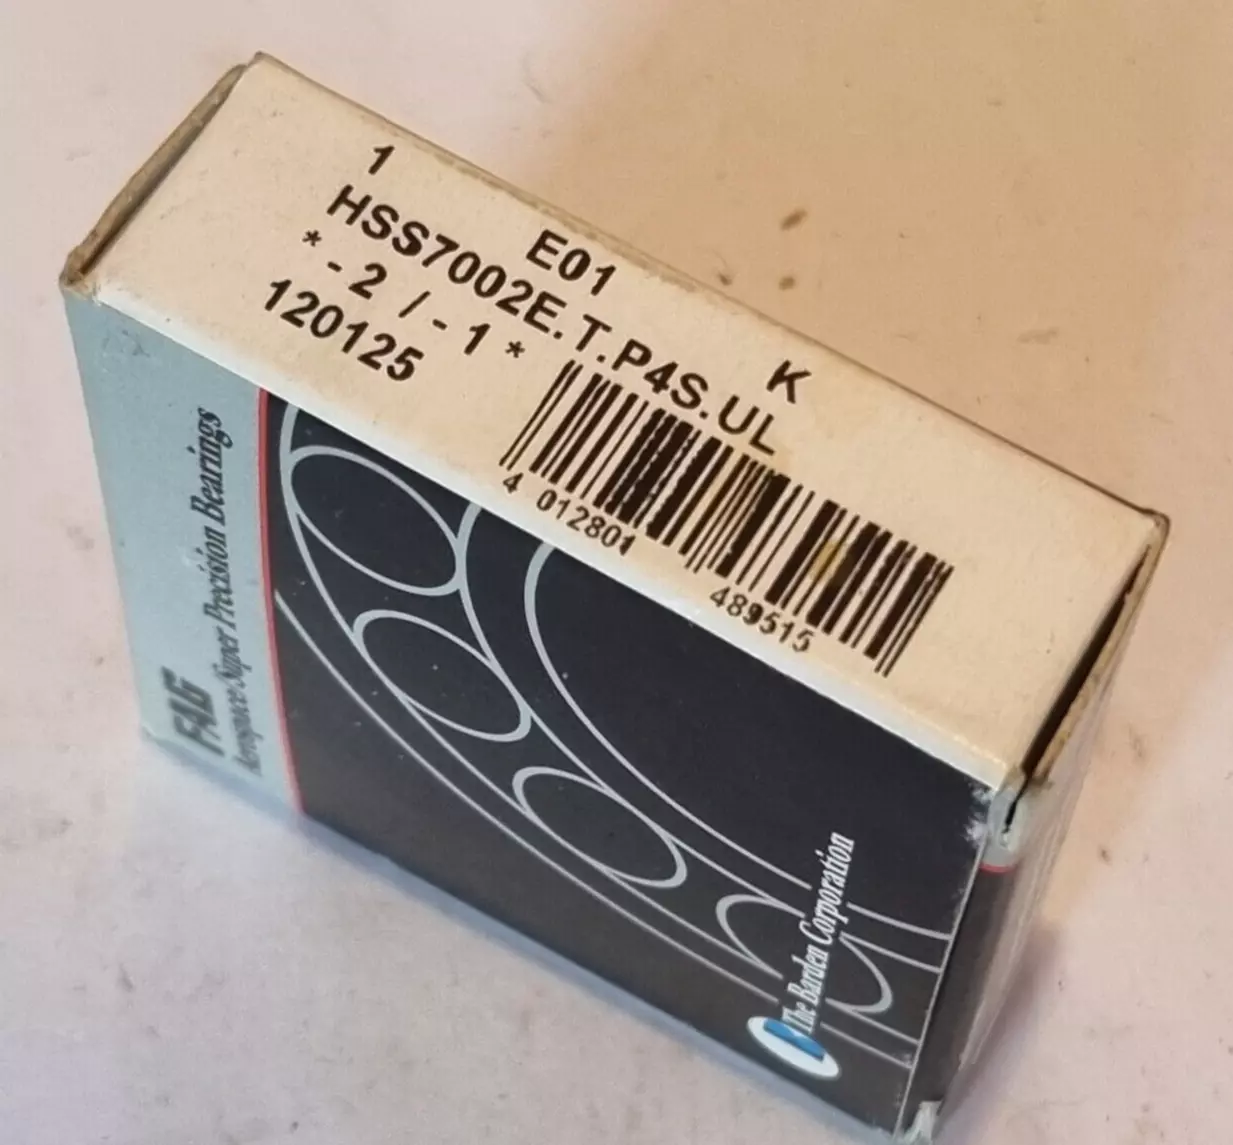 1 E01 K
HSS7002E.T.P4S.UL
* - 2 / - 1 *
120125
4 012801 489515
FAG
Aerospace Super Precision Bearings
The Barden Corporation